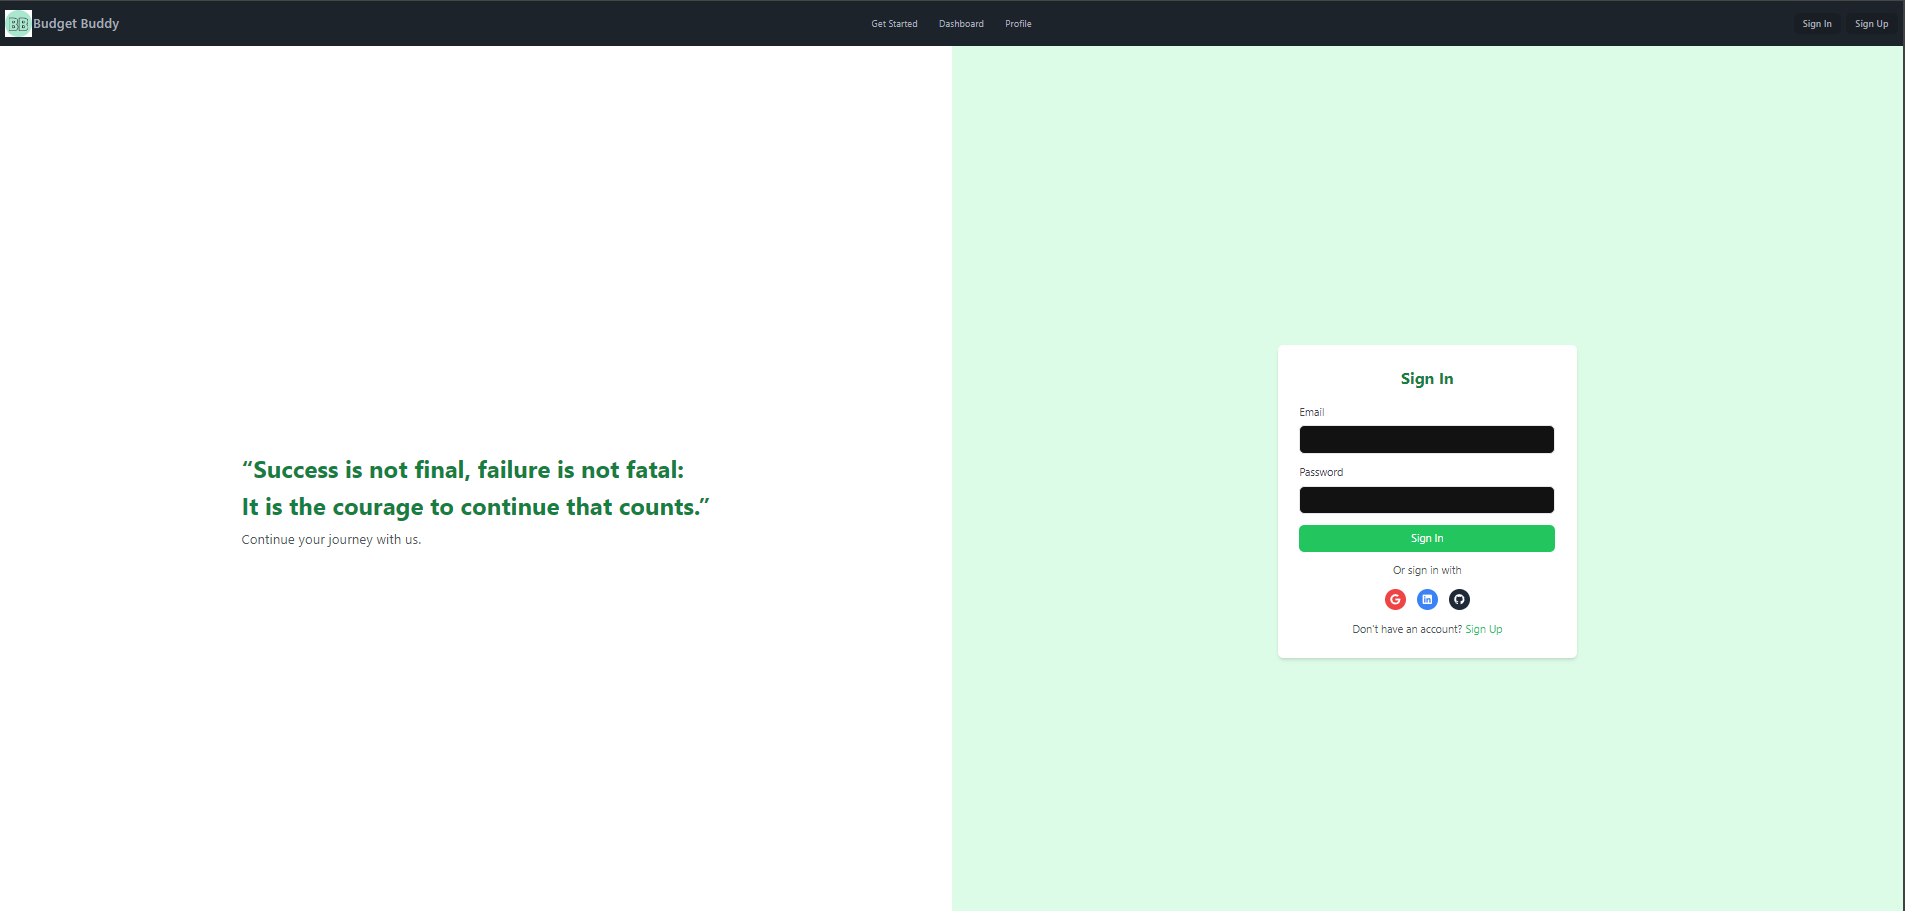 BB Budget Buddy
Get Started
Dashboard
Profile
Sign In
Sign Up
“Success is not final, failure is not fatal:
It is the courage to continue that counts.”
Continue your journey with us.
Sign In
Email
Password
Sign In
Or sign in with
G
in
Don't have an account? Sign Up